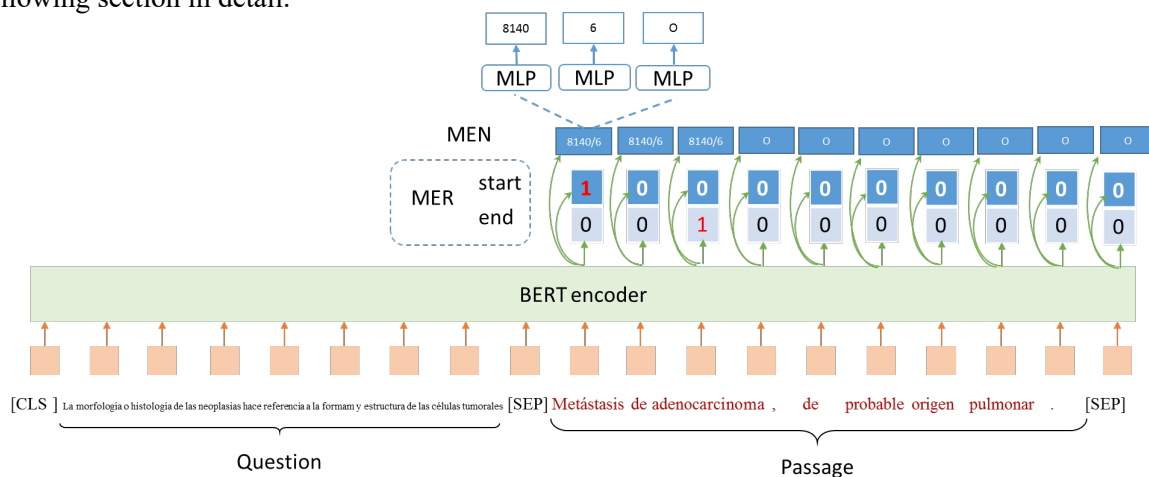 lowing section in detail.
8140 6 O
MLP MLP MLP
MEN 8140/6 8140/6 8140/6 O O O O O O O
MER start 1 0 0 0 0 0 0 0 0 0
end 0 0 1 0 0 0 0 0 0 0
BERT encoder
[CLS ] La morfología o histología de las neoplasias hace referencia a la formam y estructura de las células tumorales [SEP] Metástasis de adenocarcinoma , de probable origen pulmonar . [SEP]
Question Passage